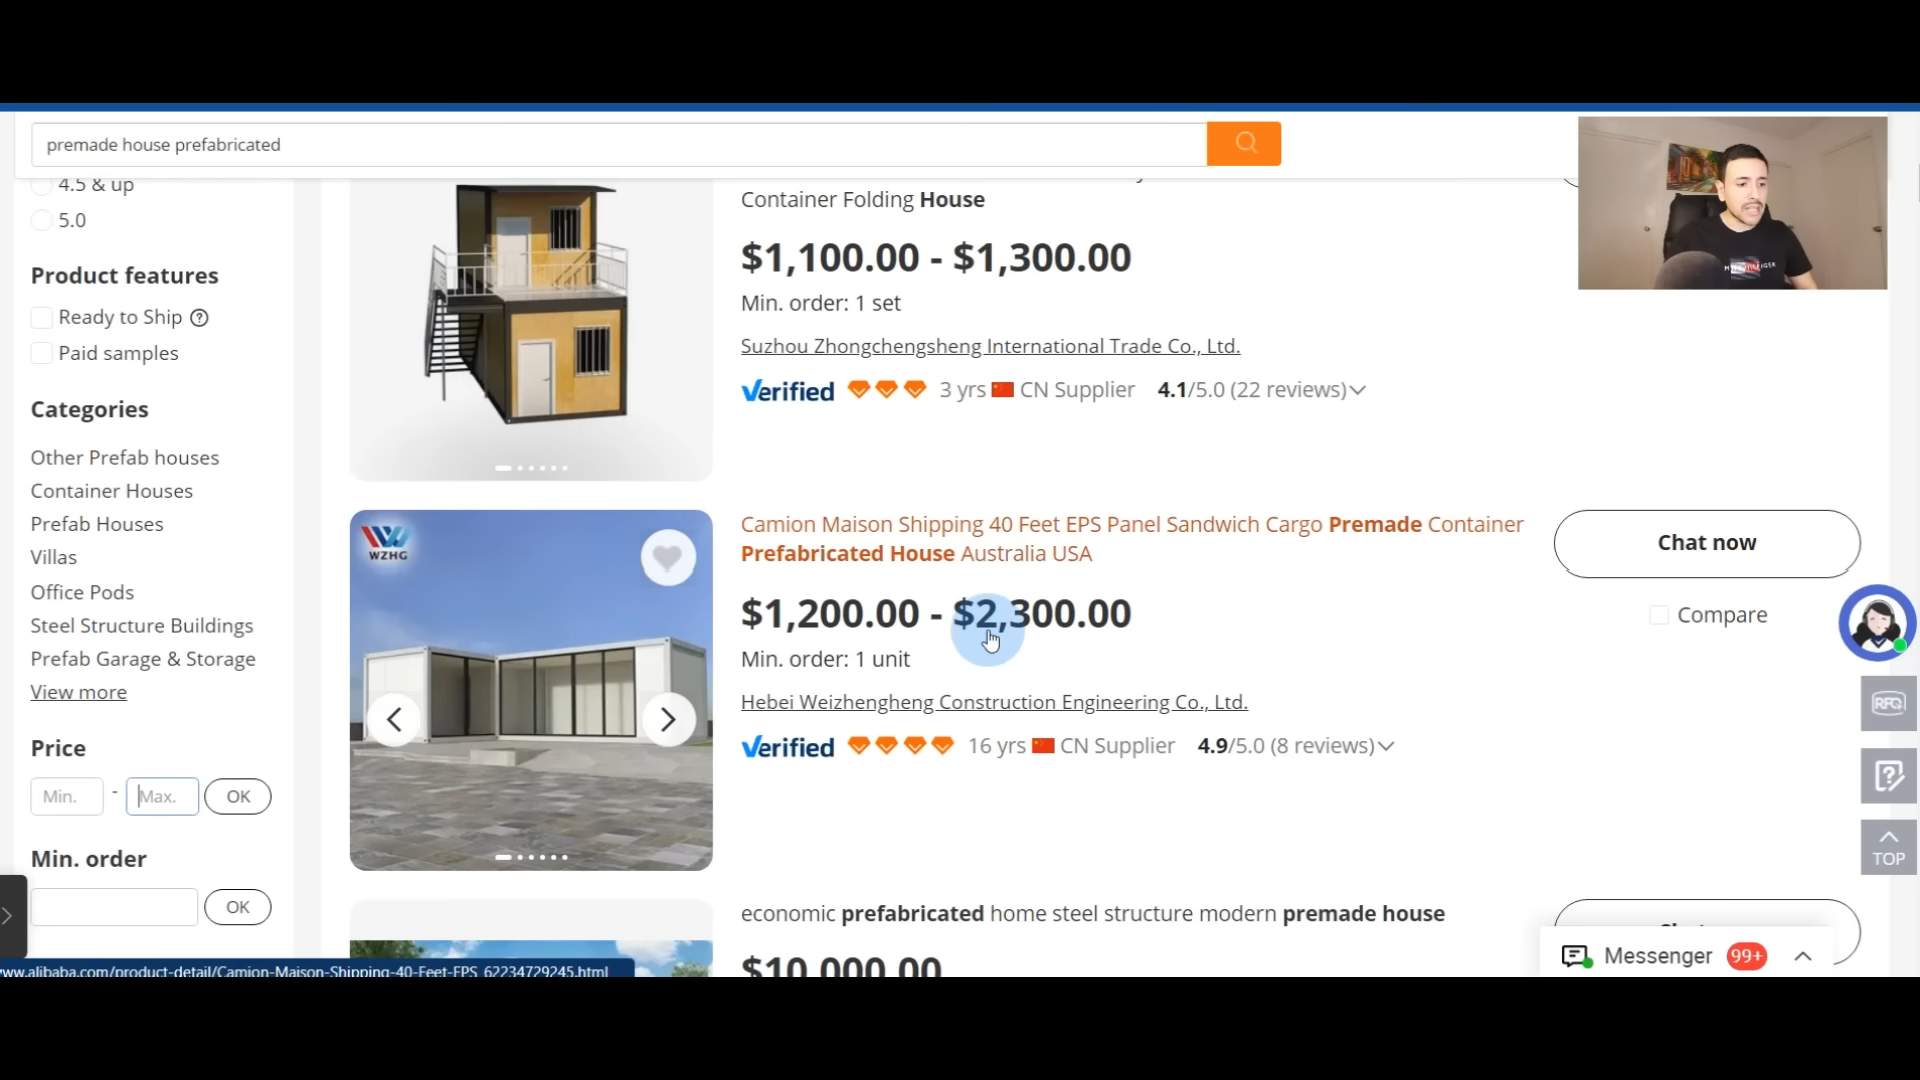 premade house prefabricated
4.5 & up
5.0
Product features
Ready to Ship
Paid samples
Categories
Other Prefab houses
Container Houses
Prefab Houses
Villas
Office Pods
Steel Structure Buildings
Prefab Garage & Storage
View more
Price
Min. - Max. OK
Min. order
OK
Container Folding House
$1,100.00 - $1,300.00
Min. order: 1 set
Suzhou Zhongchengsheng International Trade Co., Ltd.
Verified 3 yrs CN Supplier 4.1/5.0 (22 reviews)
WZHG
Camion Maison Shipping 40 Feet EPS Panel Sandwich Cargo Premade Container
Prefabricated House Australia USA
$1,200.00 - $2,300.00
Min. order: 1 unit
Hebei Weizhengheng Construction Engineering Co., Ltd.
Verified 16 yrs CN Supplier 4.9/5.0 (8 reviews)
Chat now
Compare
RFQ
TOP
economic prefabricated home steel structure modern premade house
$10,000.00
Messenger 99+
www.alibaba.com/product-detail/Camion-Maison-Shipping-40-Feet-EPS_62234729245.html